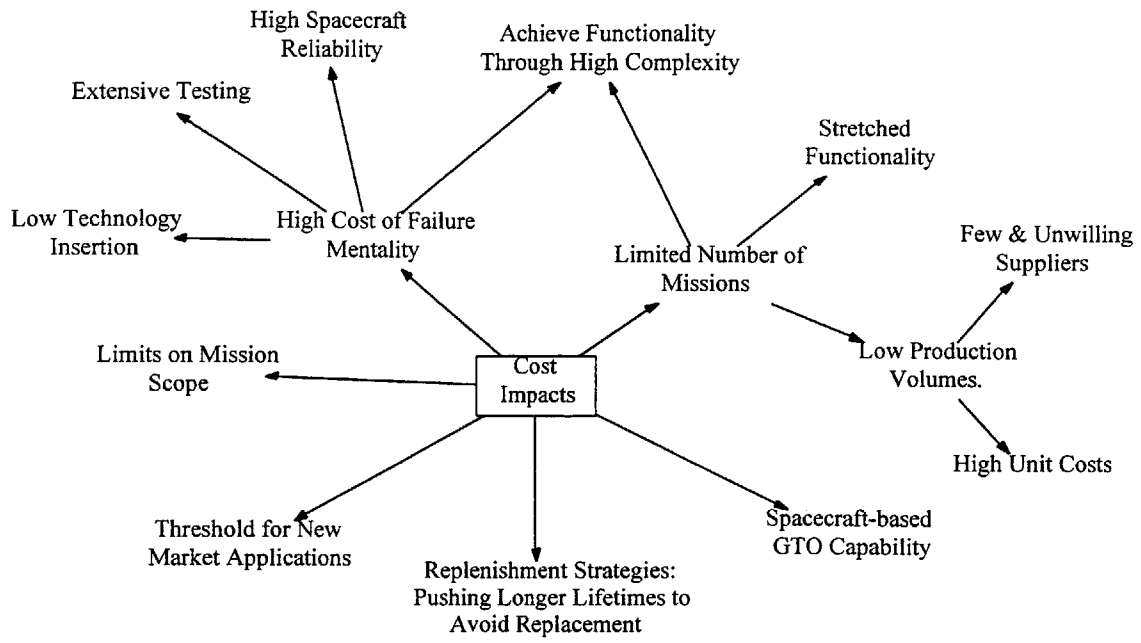 High Spacecraft
Reliability
Achieve Functionality
Through High Complexity
Extensive Testing
Stretched
Functionality
Low Technology
Insertion
High Cost of Failure
Mentality
Limited Number of
Missions
Few & Unwilling
Suppliers
Limits on Mission
Scope
Cost
Impacts
Low Production
Volumes.
High Unit Costs
Threshold for New
Market Applications
Replenishment Strategies:
Pushing Longer Lifetimes to
Avoid Replacement
Spacecraft-based
GTO Capability